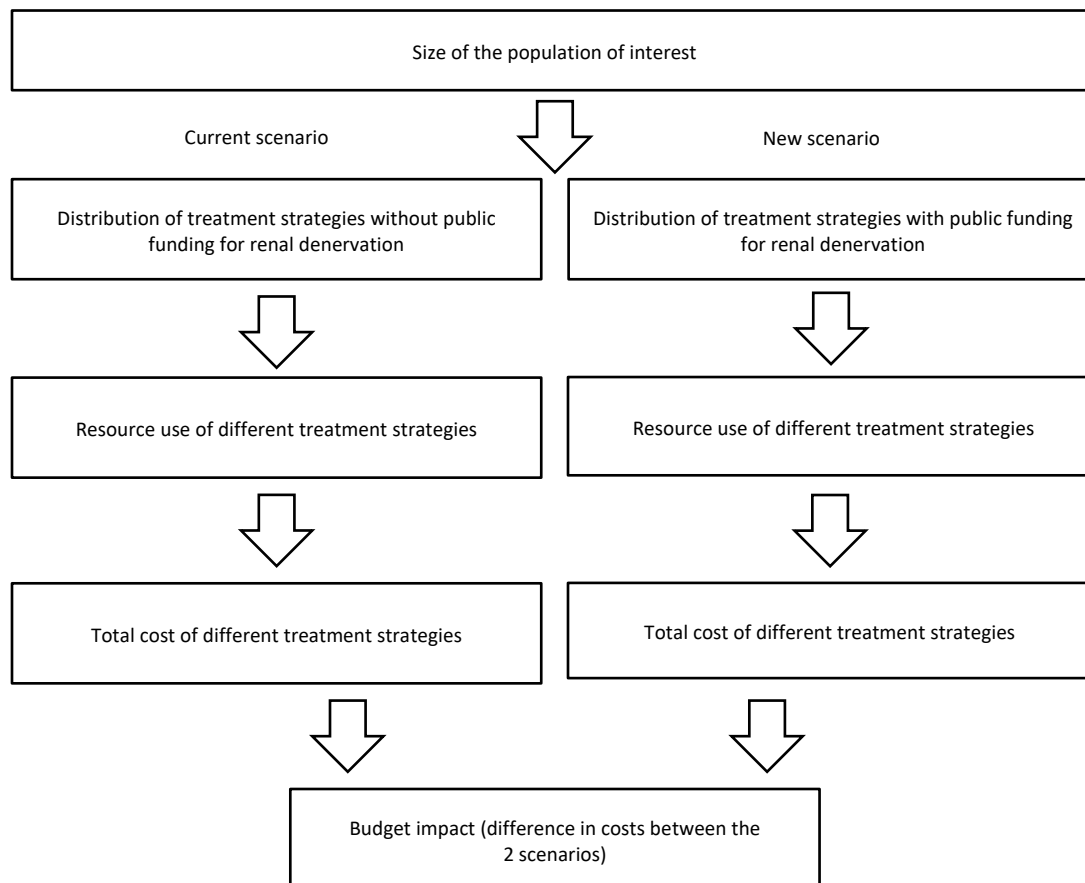 Size of the population of interest
Current scenario
New scenario
Distribution of treatment strategies without public
funding for renal denervation
Distribution of treatment strategies with public funding
for renal denervation
Resource use of different treatment strategies
Resource use of different treatment strategies
Total cost of different treatment strategies
Total cost of different treatment strategies
Budget impact (difference in costs between the
2 scenarios)